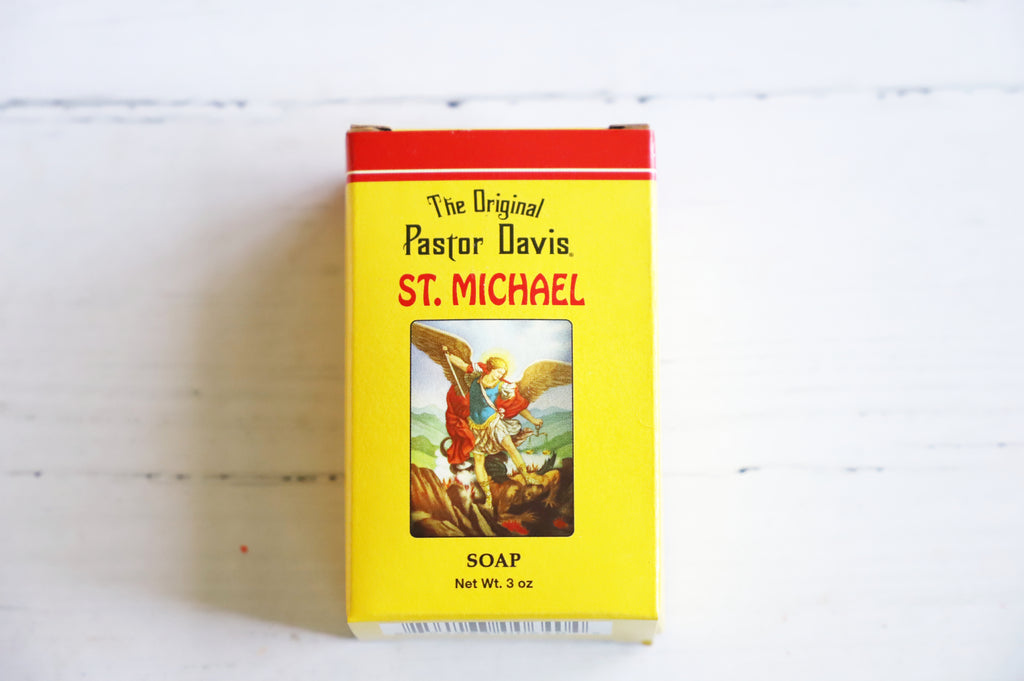 The Original
Pastor Davis®
ST. MICHAEL
SOAP
Net Wt. 3 oz